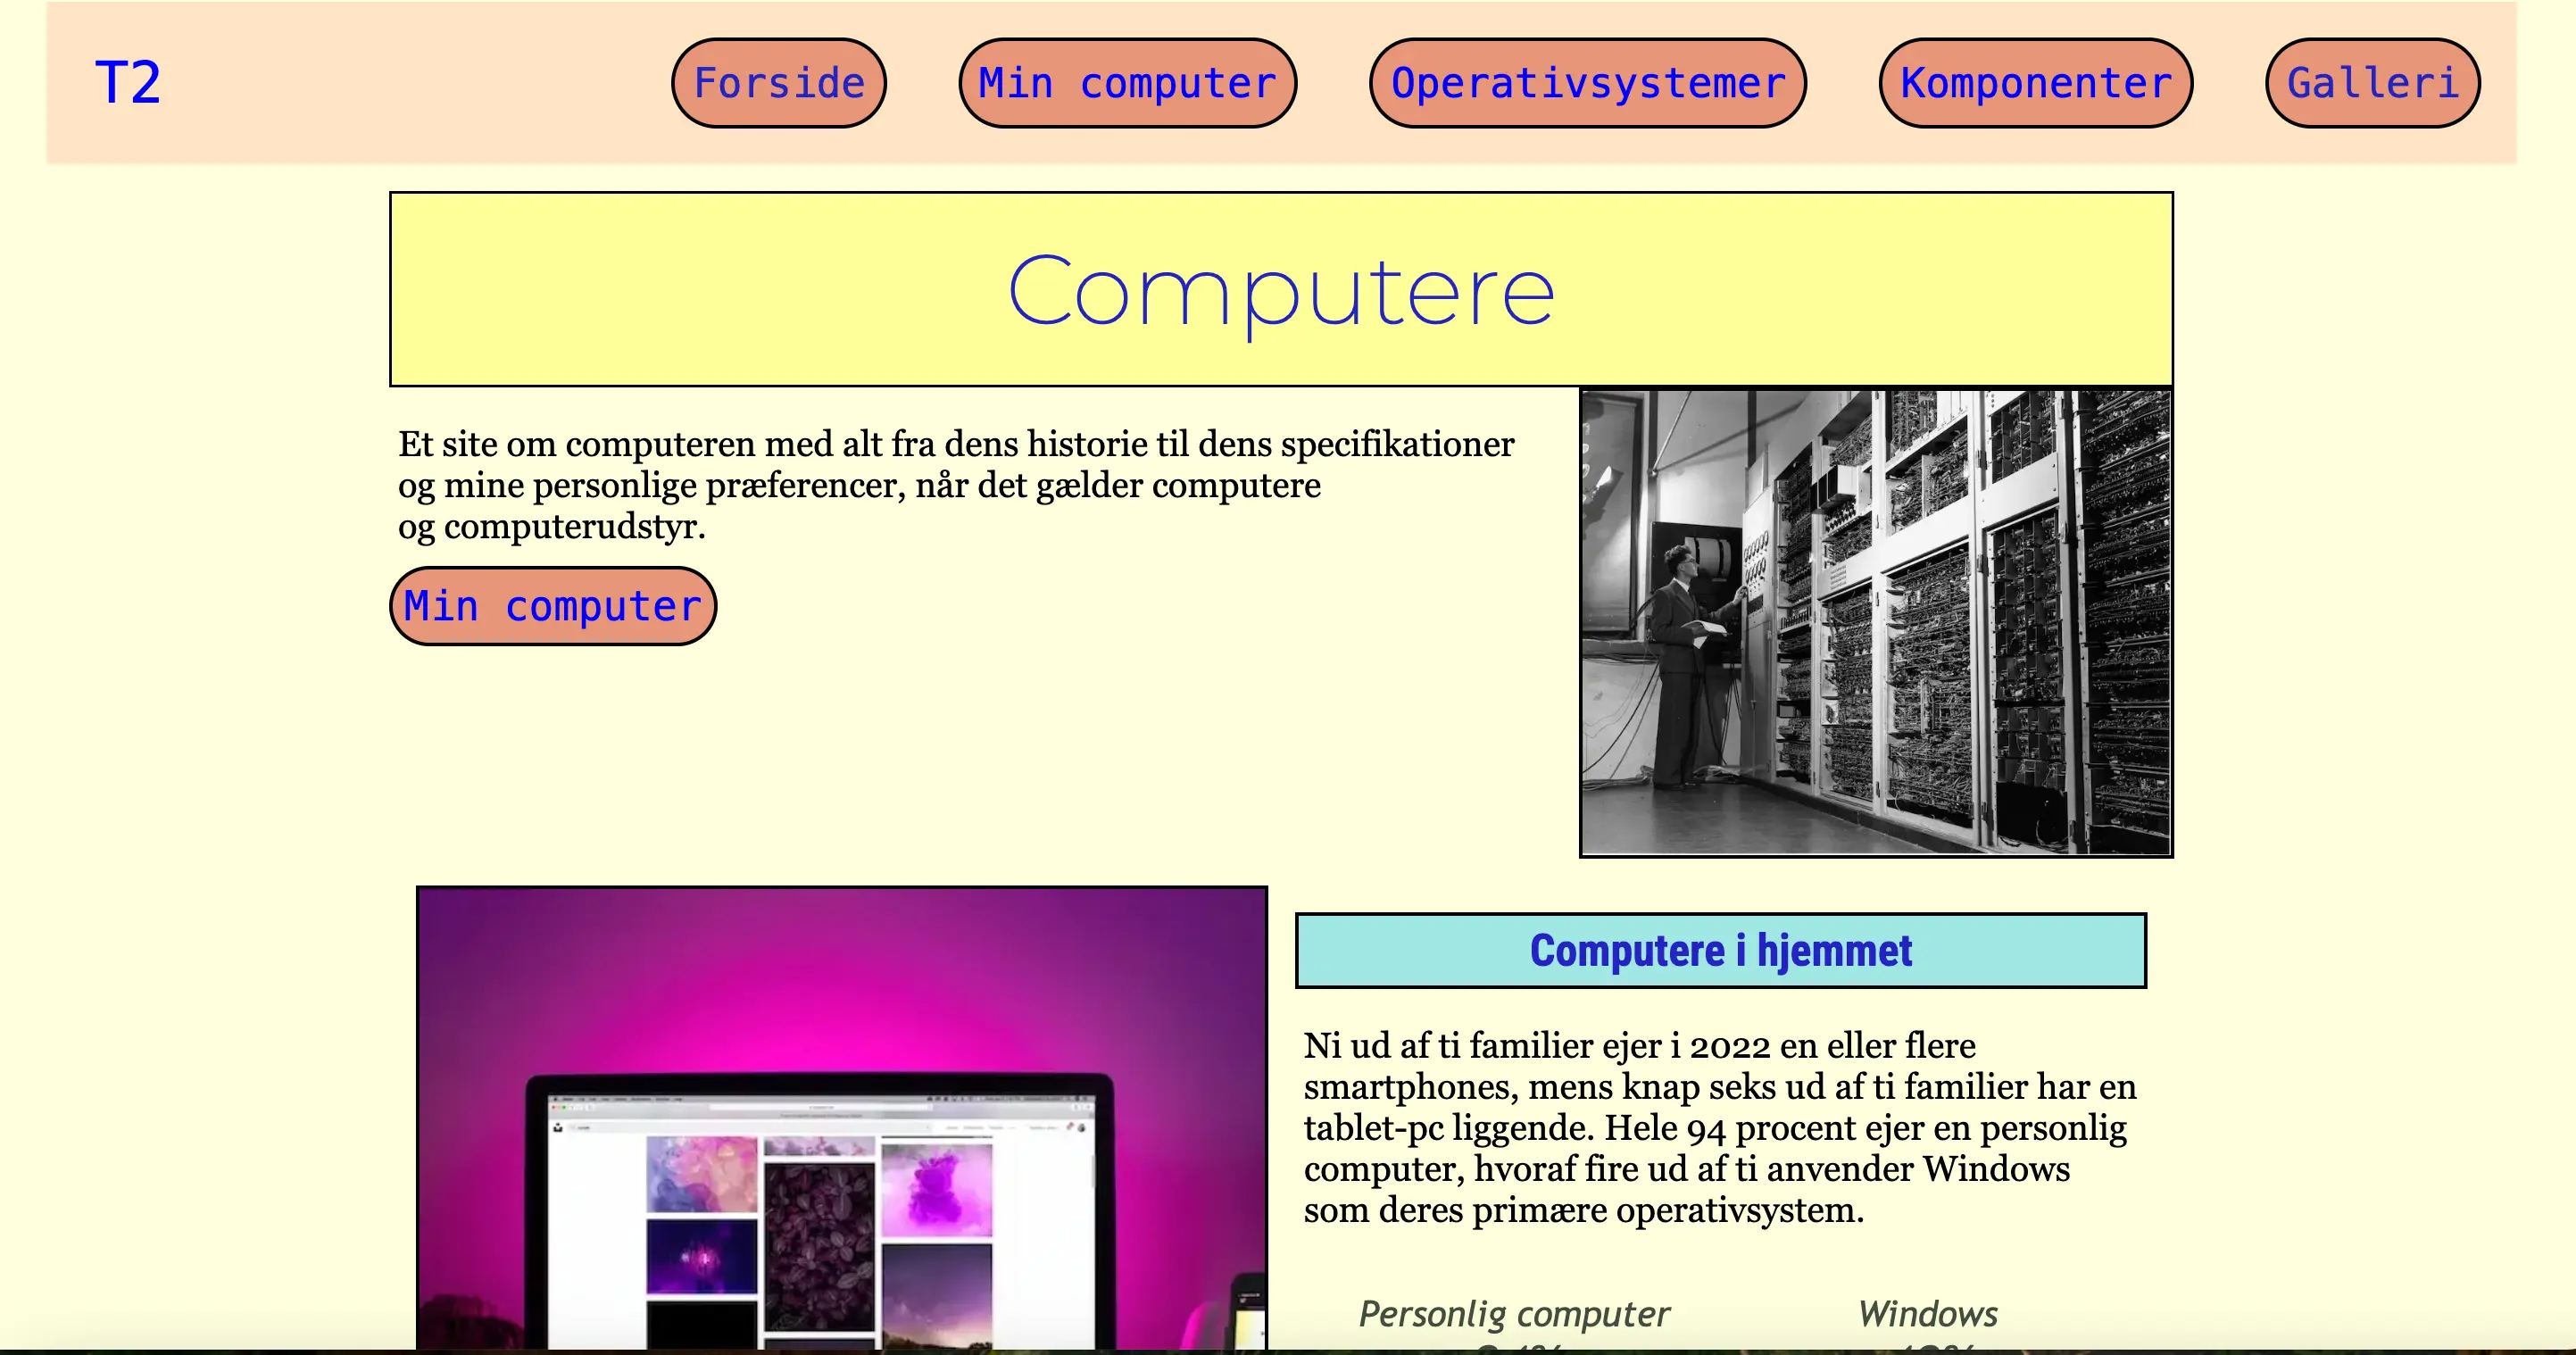 T2
Forside
Min computer
Operativsystemer
Komponenter
Galleri
Computere
Et site om computeren med alt fra dens historie til dens specifikationer
og mine personlige præferencer, når det gælder computere
og computerudstyr.
Min computer
Computere i hjemmet
Ni ud af ti familier ejer i 2022 en eller flere
smartphones, mens knap seks ud af ti familier har en
tablet-pc liggende. Hele 94 procent ejer en personlig
computer, hvoraf fire ud af ti anvender Windows
som deres primære operativsystem.
Personlig computer
Windows